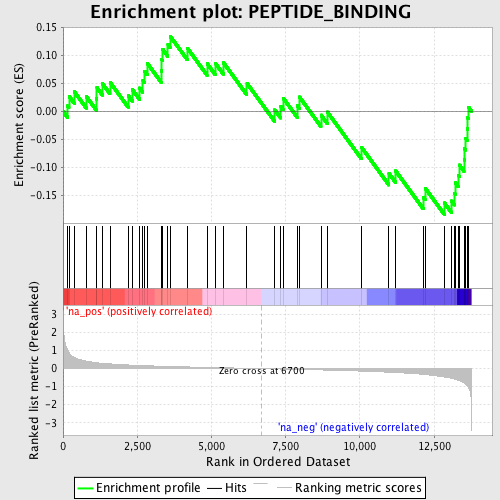 Enrichment plot: PEPTIDE_BINDING
Enrichment score (ES)
0.15
0.10
0.05
0.00
-0.05
-0.10
-0.15
'na_pos' (positively correlated)
Ranked list metric (PreRanked)
3
2
1
0
-1
-2
-3
Zero cross at 6700
'na_neg' (negatively correlated)
0
2,500
5,000
7,500
10,000
12,500
Rank in Ordered Dataset
Enrichment profile
Hits
Ranking metric scores